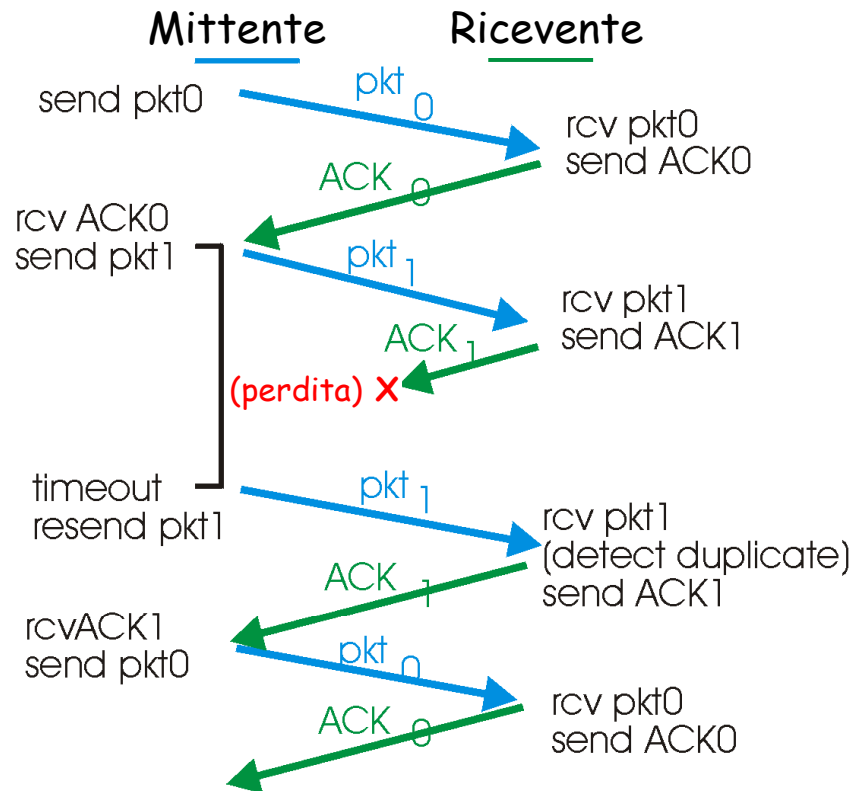 Mittente Ricevente
send pkt0
pkt 0
rcv pkt0
send ACK0
ACK 0
rcv ACK0
send pkt1
pkt 1
rcv pkt1
send ACK1
ACK 1
(perdita) X
timeout
resend pkt1
pkt 1
rcv pkt1
(detect duplicate)
send ACK1
ACK 1
rcvACK1
send pkt0
pkt 0
rcv pkt0
send ACK0
ACK 0